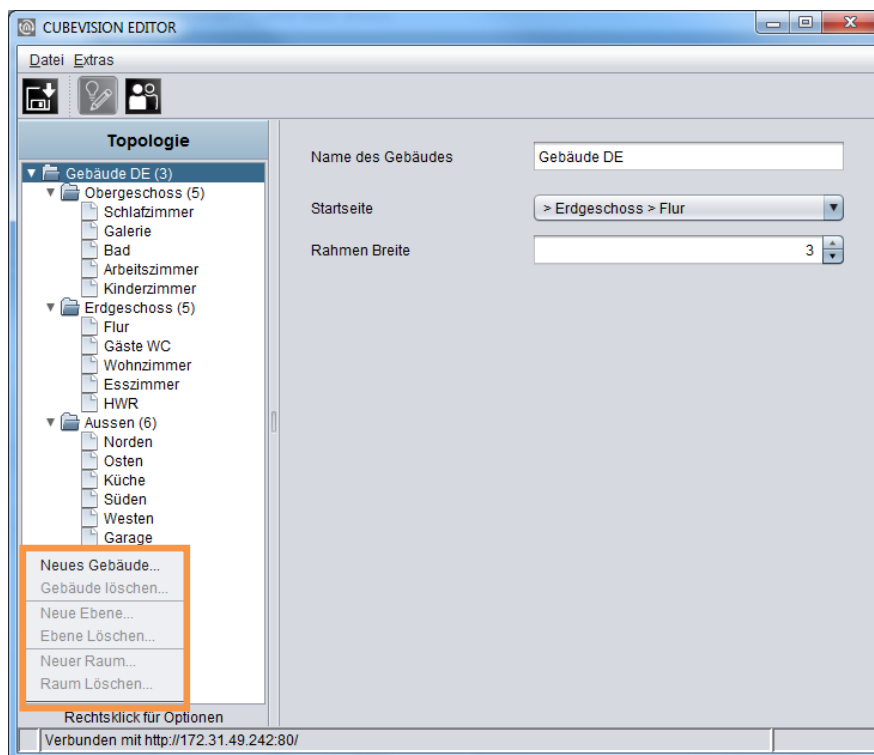 CUBEVISION EDITOR
Datei Extras
Topologie
Gebäude DE (3)
Obergeschoss (5)
Schlafzimmer
Galerie
Bad
Arbeitszimmer
Kinderzimmer
Erdgeschoss (5)
Flur
Gäste WC
Wohnzimmer
Esszimmer
HWR
Aussen (6)
Norden
Osten
Küche
Süden
Westen
Garage
Neues Gebäude...
Gebäude löschen...
Neue Ebene...
Ebene Löschen...
Neuer Raum...
Raum Löschen...
Rechtsklick für Optionen
Name des Gebäudes Gebäude DE
Startseite > Erdgeschoss > Flur
Rahmen Breite 3
Verbunden mit http://172.31.49.242:80/